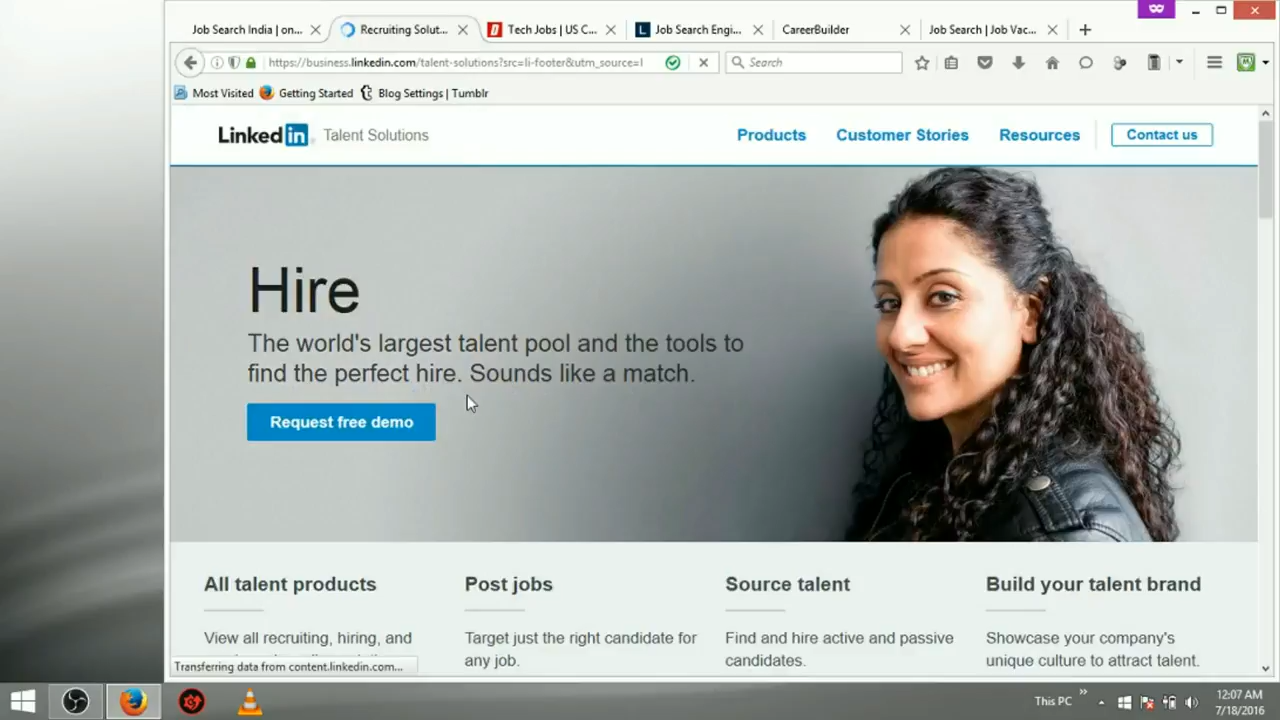 Job Search India | on...
Recruiting Solut...
Tech Jobs | US C...
Job Search Engi...
CareerBuilder
Job Search | Job Vac...
https://business.linkedin.com/talent-solutions?src=li-footer&utm_source=l
Search
Most Visited
Getting Started
Blog Settings | Tumblr
Linked in
Talent Solutions
Products
Customer Stories
Resources
Contact us
Hire
The world's largest talent pool and the tools to
find the perfect hire. Sounds like a match.
Request free demo
All talent products
Post jobs
Source talent
Build your talent brand
View all recruiting, hiring, and
Target just the right candidate for
any job.
Find and hire active and passive
candidates.
Showcase your company's
unique culture to attract talent.
Transferring data from content.linkedin.com...
This PC
12:07 AM
7/18/2016